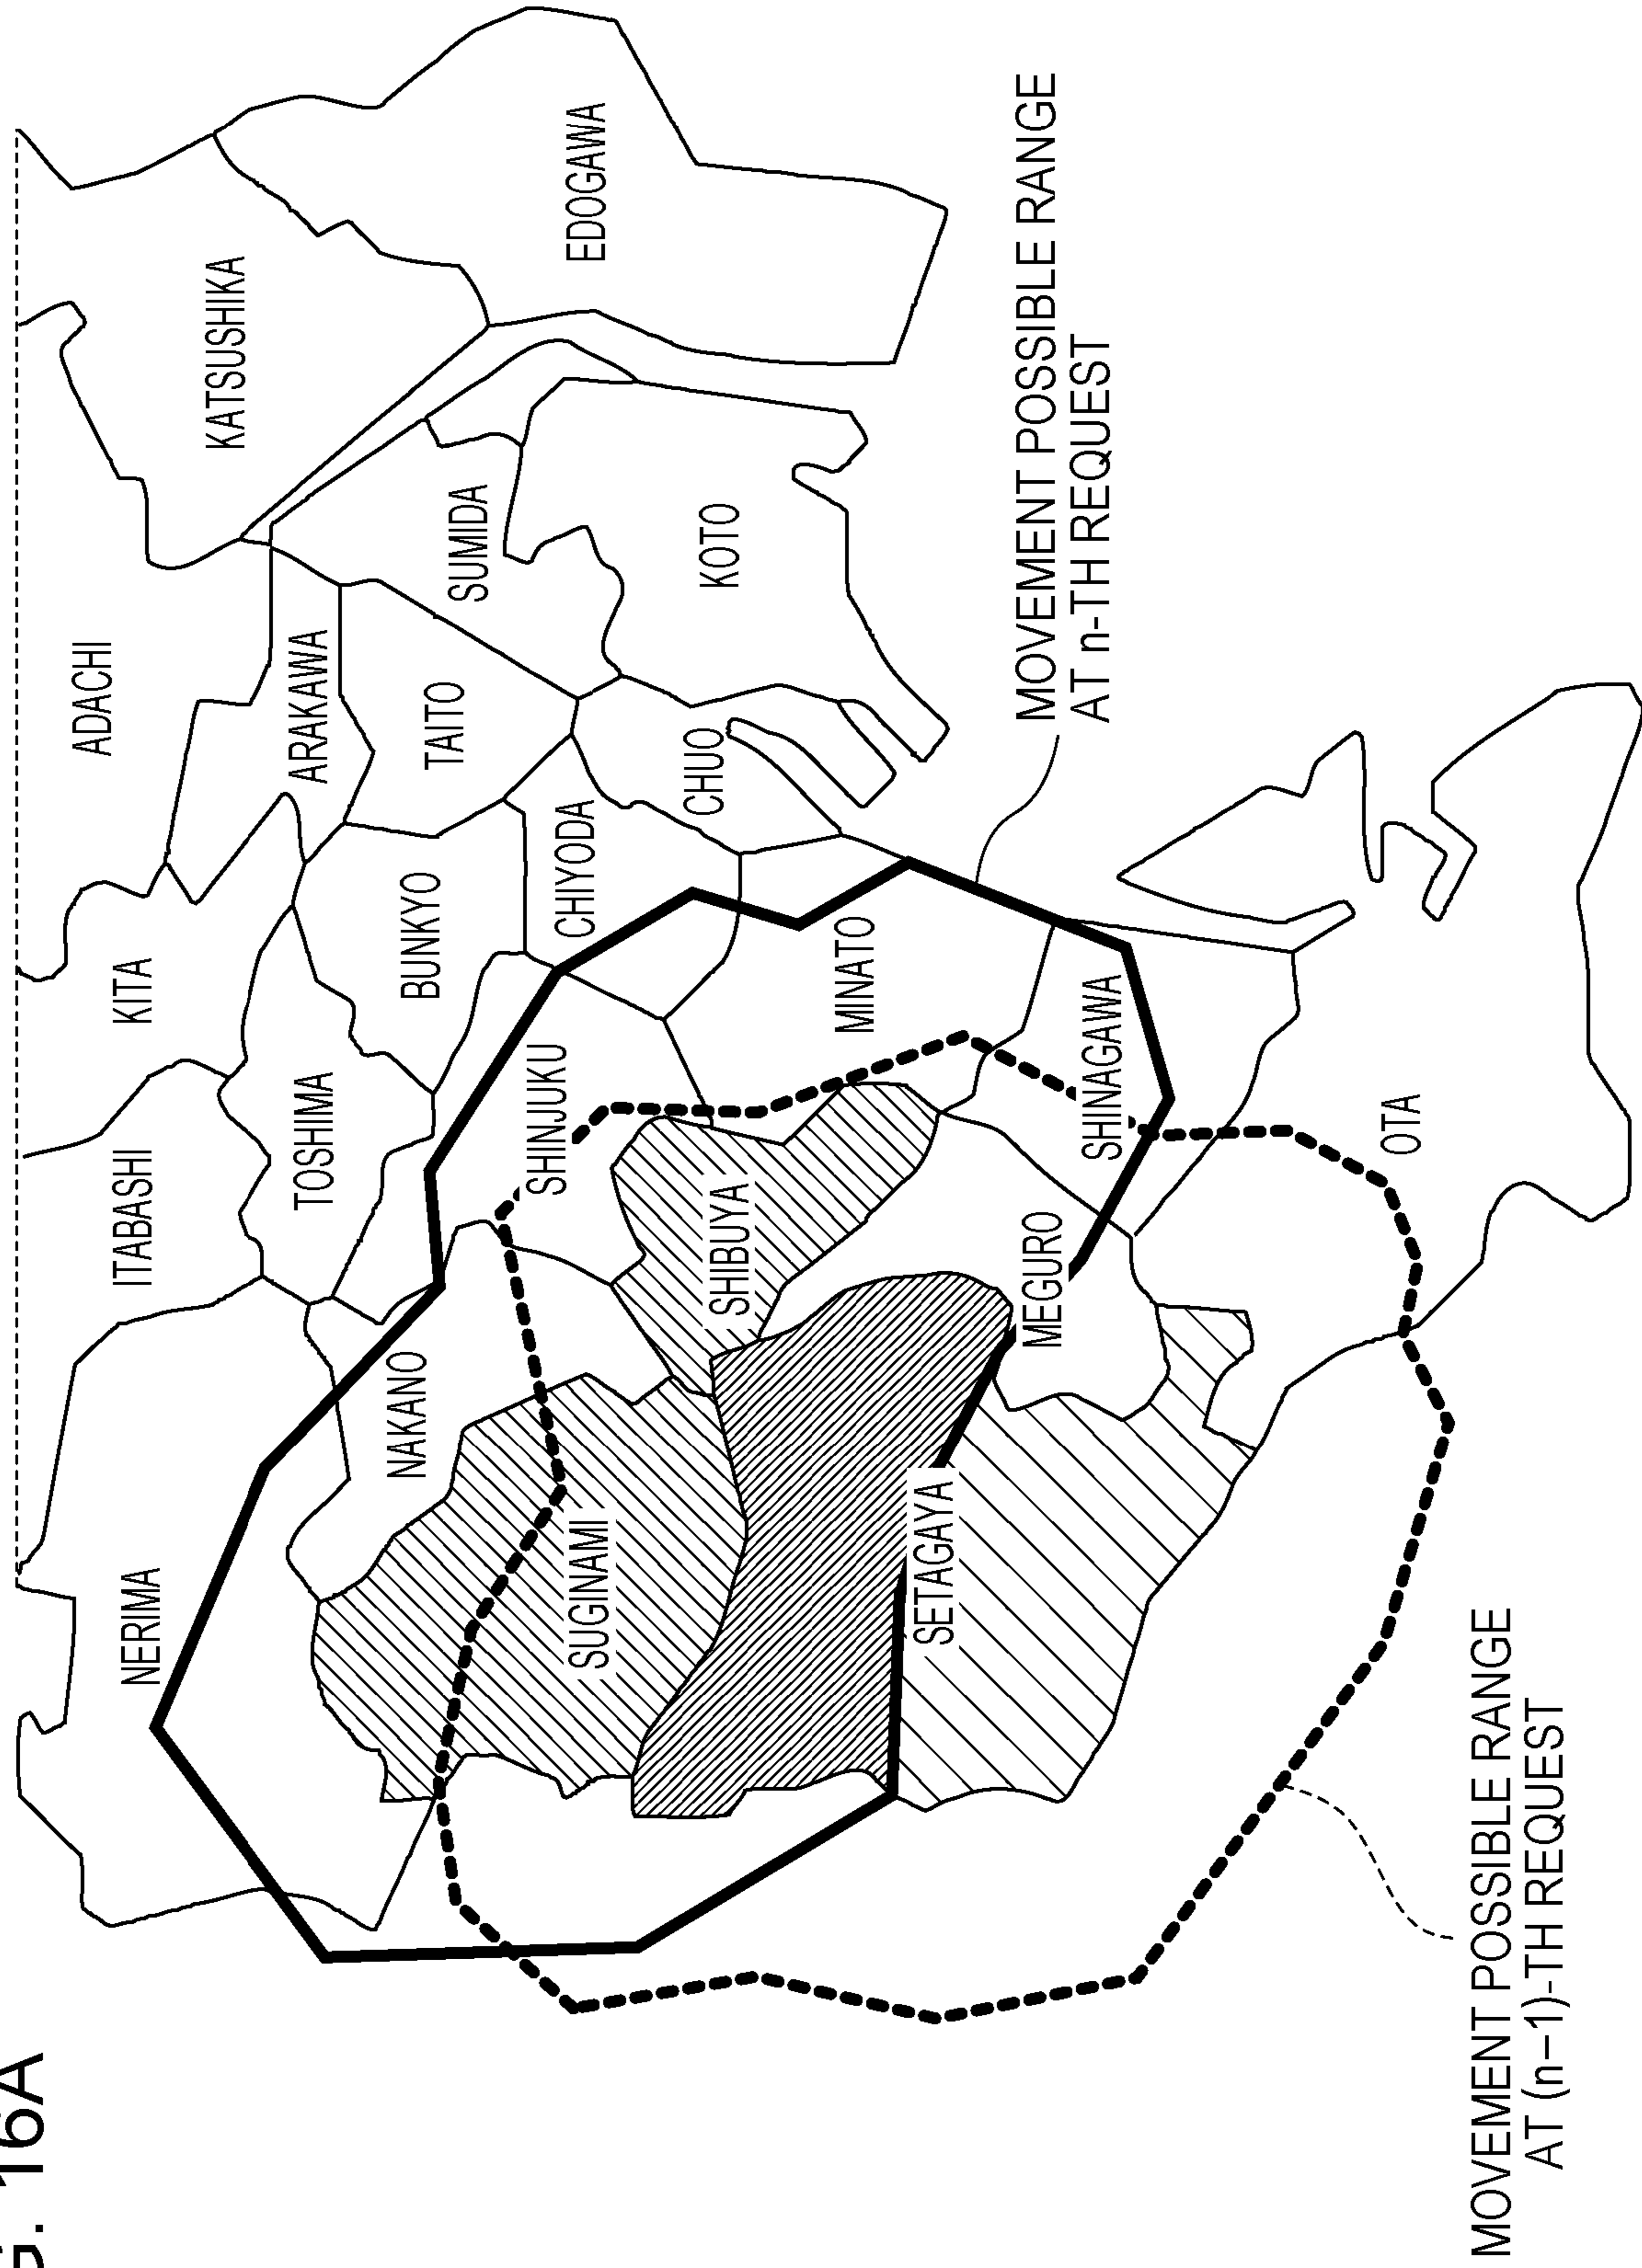 G. 16A
ADACHI
KITA
ITABASHI
NERIMA
KATSUSHIKA
ARAKAWA
TOSHIMA
TAITO
BUNKYO
NAKANO
SUMIDA
EDOGAWA
CHIYODA
SHINJUKU
SUGINAMI
KOTO
CHUO
SHIBUYA
MINATO
SETAGAYA
MEGURO
SHINAGAWA
OTA
MOVEMENT POSSIBLE RANGE
AT n-TH REQUEST
MOVEMENT POSSIBLE RANGE
AT (n−1)-TH REQUEST